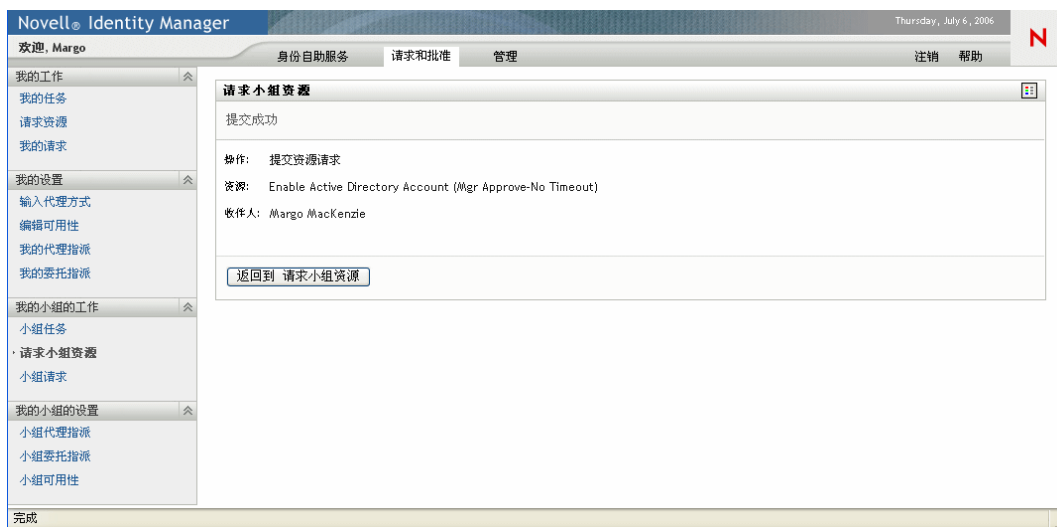 Novell® Identity Manager
Thursday, July 6, 2006
N
欢迎, Margo
身份自助服务 请求和批准 管理 注销 帮助
我的工作
我的任务
请求资源
我的请求
我的设置
输入代理方式
编辑可用性
我的代理指派
我的委托指派
我的小组的工作
小组任务
请求小组资源
小组请求
我的小组的设置
小组代理指派
小组委托指派
小组可用性
请求小组资源
提交成功
操作: 提交资源请求
资源: Enable Active Directory Account (Mgr Approve-No Timeout)
收件人: Margo MacKenzie
返回到 请求小组资源
完成